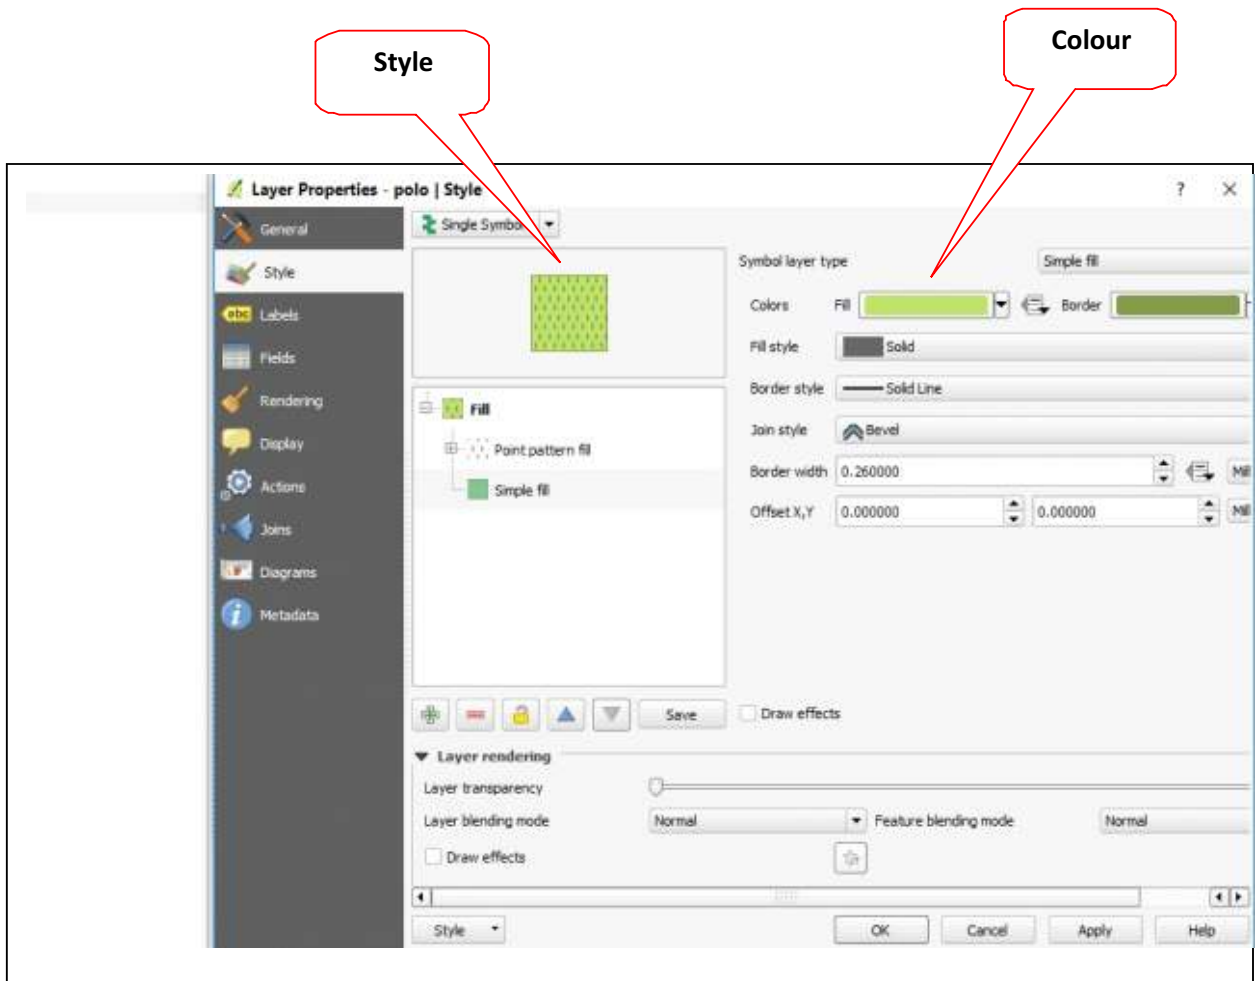 Style
Colour
Layer Properties - polo | Style
?
General
Style
abc Labels
Fields
Rendering
Display
Actions
Joins
Diagrams
Metadata
Single Symbol
Symbol layer type Simple fill
Colors Fill Border
Fill style Solid
Border style Solid Line
Join style Bevel
Border width 0.260000 Mill
Offset X,Y 0.000000 0.000000 Mill
Fill
Point pattern fill
Simple fill
Save
Draw effects
Layer rendering
Layer transparency
Layer blending mode Normal Feature blending mode Normal
Draw effects
Style OK Cancel Apply Help